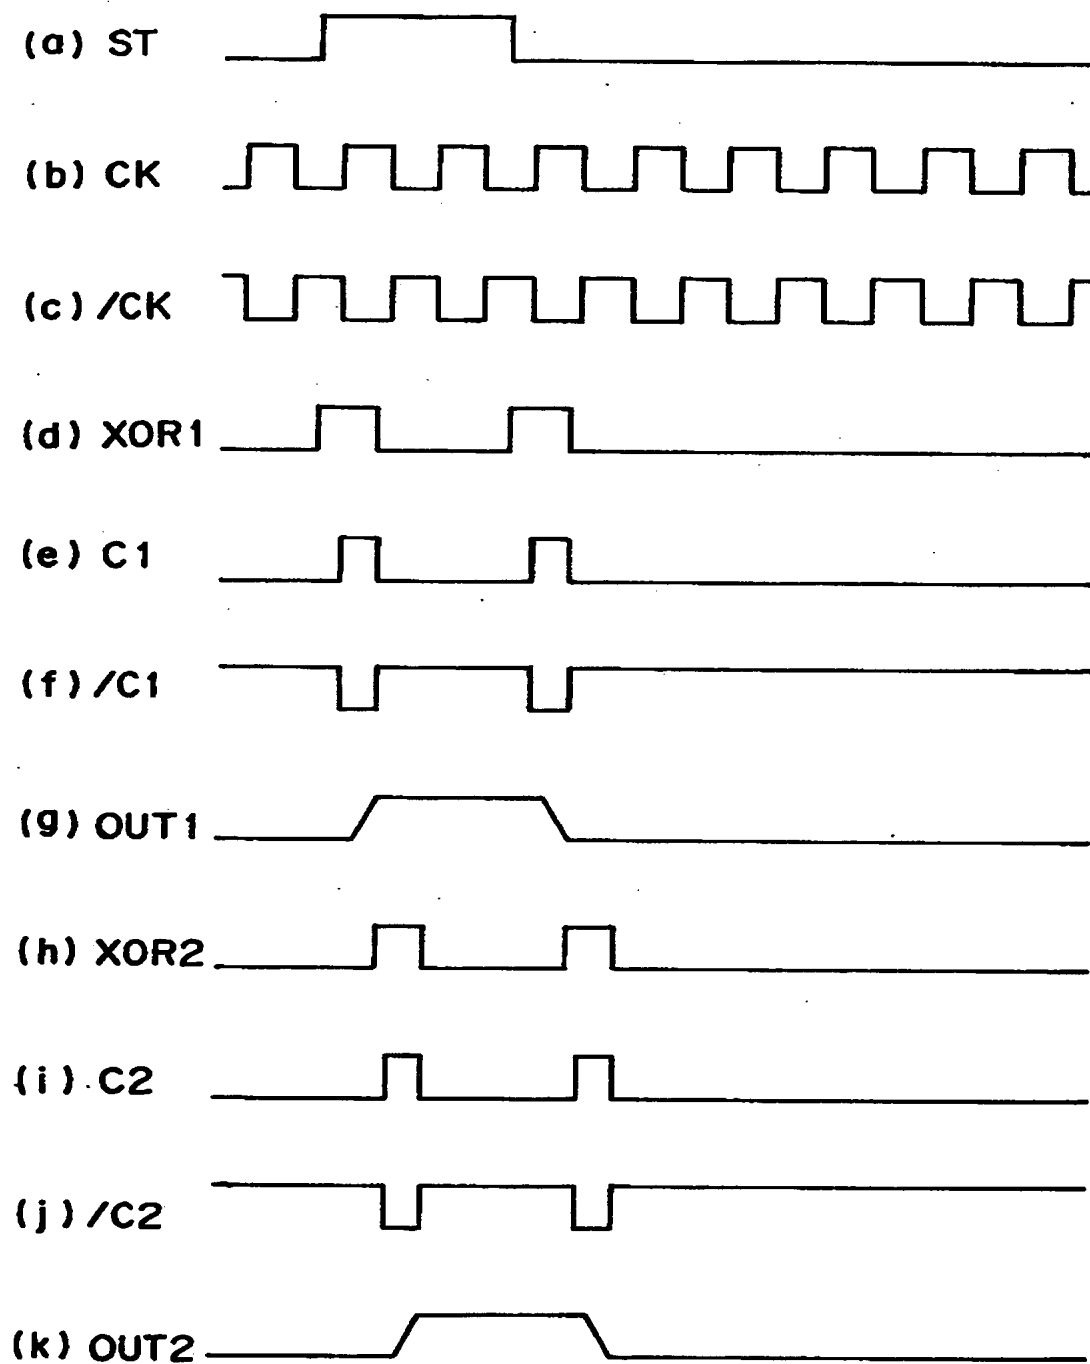 (a) ST
(b) CK
(c) /CK
(d) XOR1
(e) C1
(f) /C1
(g) OUT1
(h) XOR2
(i) C2
(j) /C2
(k) OUT2